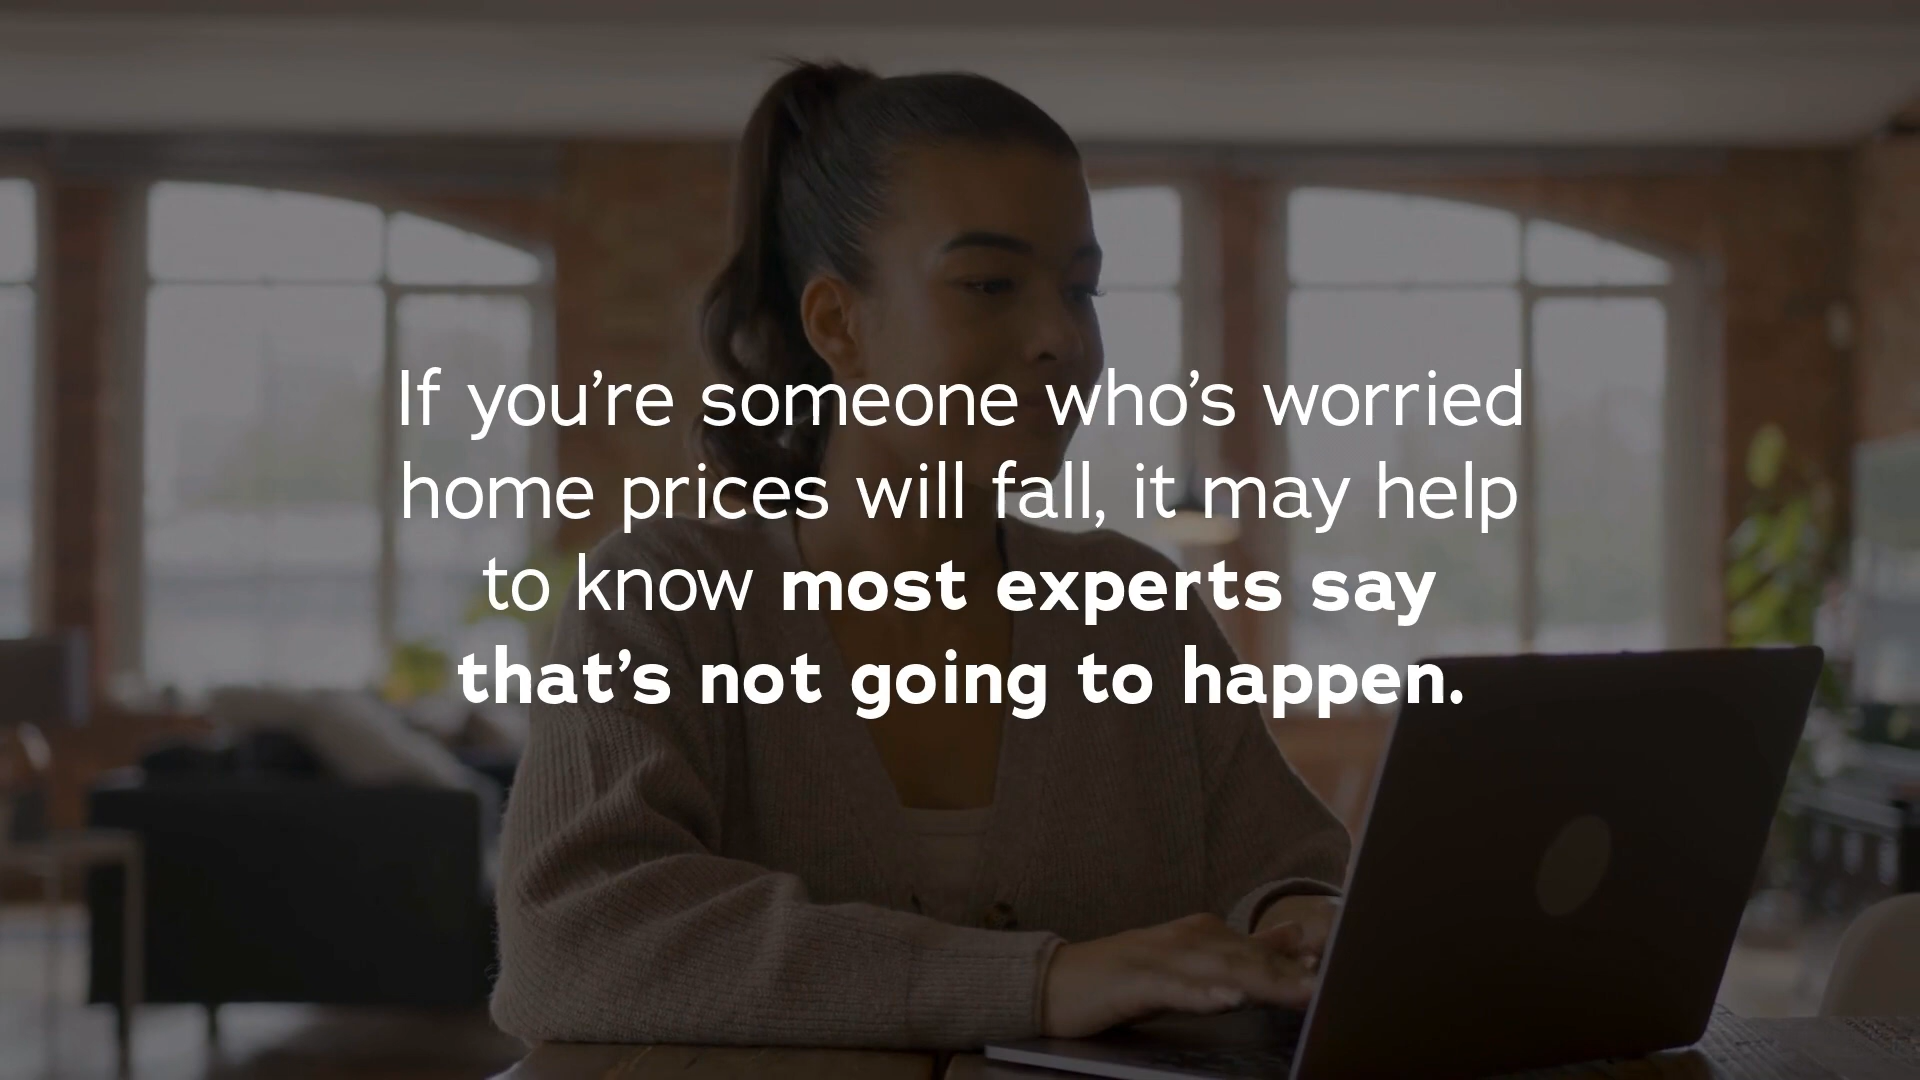 If you’re someone who’s worried
home prices will fall, it may help
to know most experts say
that’s not going to happen.